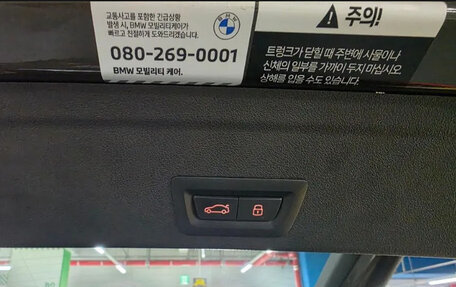 교통사고를 포함한 긴급상황
발생 시, BMW 모빌리티케어가
빠르고 친절하게 도와드리겠습니다.
080-269-0001
BMW 모빌리티 케어.
BMW
주의!
트렁크가 닫힐 때 주변에 사물이나
신체의 일부를 가까이 두지 마십시오.
상해를 입을 수도 있습니다.